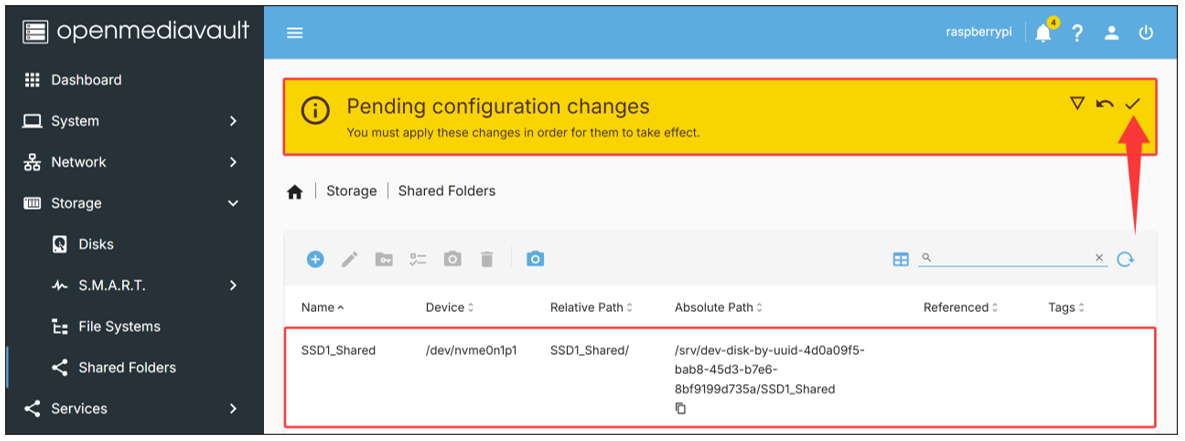 openmediavault
raspberrypi
4
Dashboard
System
Network
Storage
Disks
S.M.A.R.T.
File Systems
Shared Folders
Services
Pending configuration changes
You must apply these changes in order for them to take effect.
Storage | Shared Folders
Name Device Relative Path Absolute Path Referenced Tags
SSD1_Shared /dev/nvme0n1p1 SSD1_Shared/ /srv/dev-disk-by-uuid-4d0a09f5-
bab8-45d3-b7e6-
8bf9199d735a/SSD1_Shared